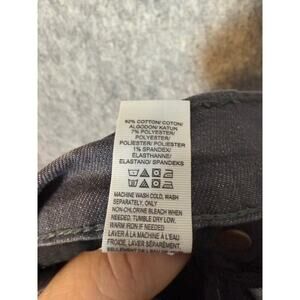 92% COTTON/ COTON/
ALGODON/ KATUN
7% POLYESTER/
POLYESTER/
POLIESTER/ POLIESTER
1% SPANDEX/
ELASTHANNE/
ELASTANO/ SPANDEKS
MACHINE WASH COLD, WASH
SEPARATELY, ONLY
NON-CHLORINE BLEACH WHEN
NEEDED, TUMBLE DRY LOW,
WARM IRON IF NEEDED
LAVER À LA MACHINE À L'EAU
FROIDE, LAVER SÉPARÉMENT,